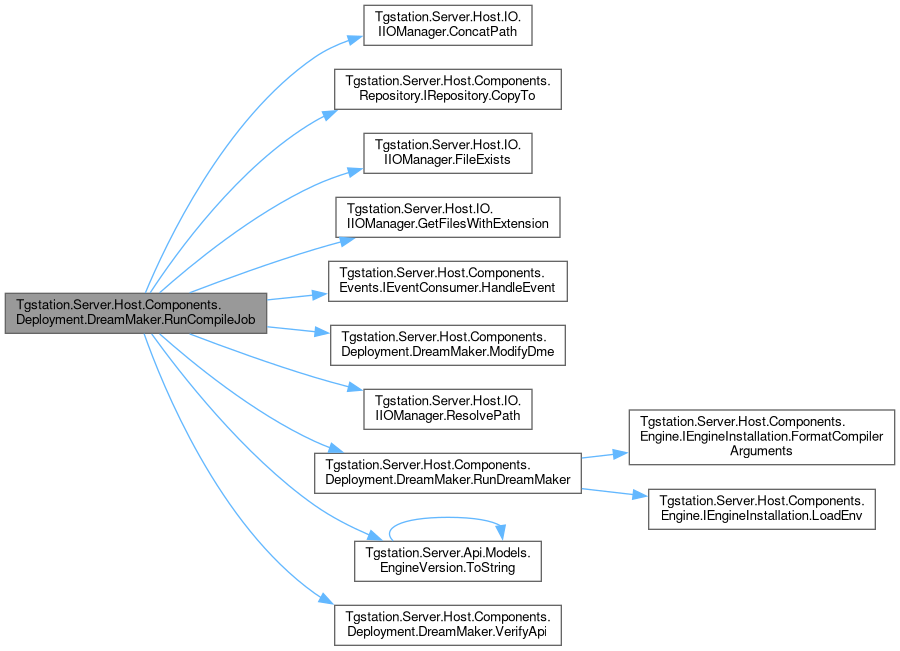 Tgstation.Server.Host.IO.
IIOManager.ConcatPath
Tgstation.Server.Host.Components.
Repository.IRepository.CopyTo
Tgstation.Server.Host.IO.
IIOManager.FileExists
Tgstation.Server.Host.IO.
IIOManager.GetFilesWithExtension
Tgstation.Server.Host.Components.
Events.IEventConsumer.HandleEvent
Tgstation.Server.Host.Components.
Deployment.DreamMaker.RunCompileJob
Tgstation.Server.Host.Components.
Deployment.DreamMaker.ModifyDme
Tgstation.Server.Host.IO.
IIOManager.ResolvePath
Tgstation.Server.Host.Components.
Deployment.DreamMaker.RunDreamMaker
Tgstation.Server.Host.Components.
Engine.IEngineInstallation.FormatCompiler
Arguments
Tgstation.Server.Host.Components.
Engine.IEngineInstallation.LoadEnv
Tgstation.Server.Api.Models.
EngineVersion.ToString
Tgstation.Server.Host.Components.
Deployment.DreamMaker.VerifyApi